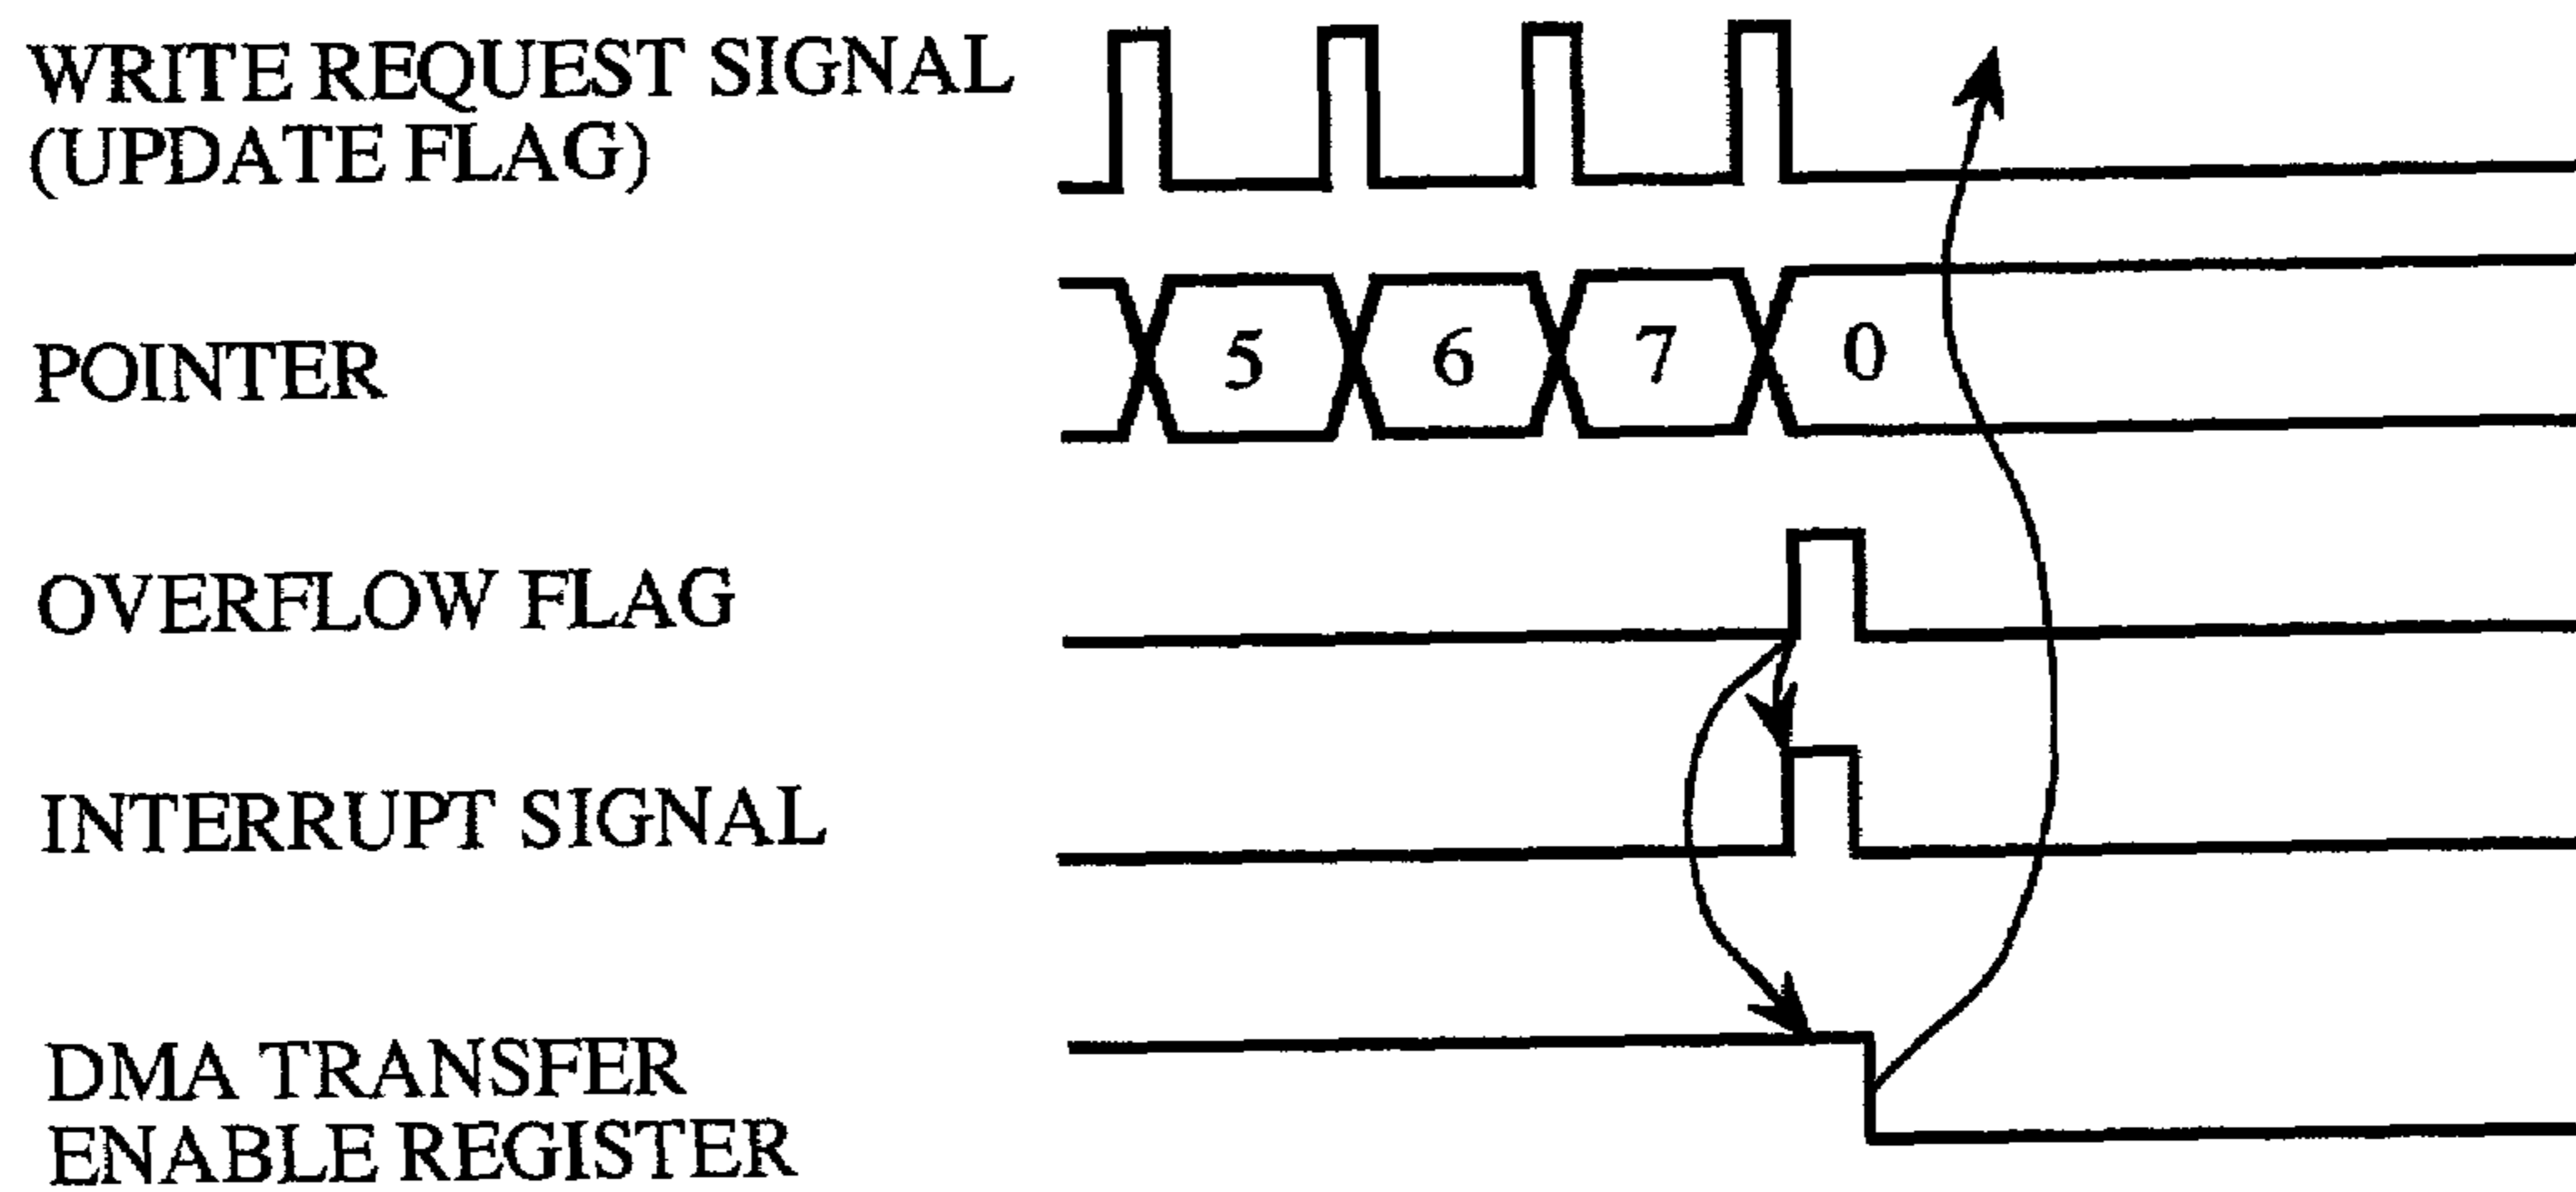 WRITE REQUEST SIGNAL
(UPDATE FLAG)
POINTER
5 6 7 0
OVERFLOW FLAG
INTERRUPT SIGNAL
DMA TRANSFER
ENABLE REGISTER